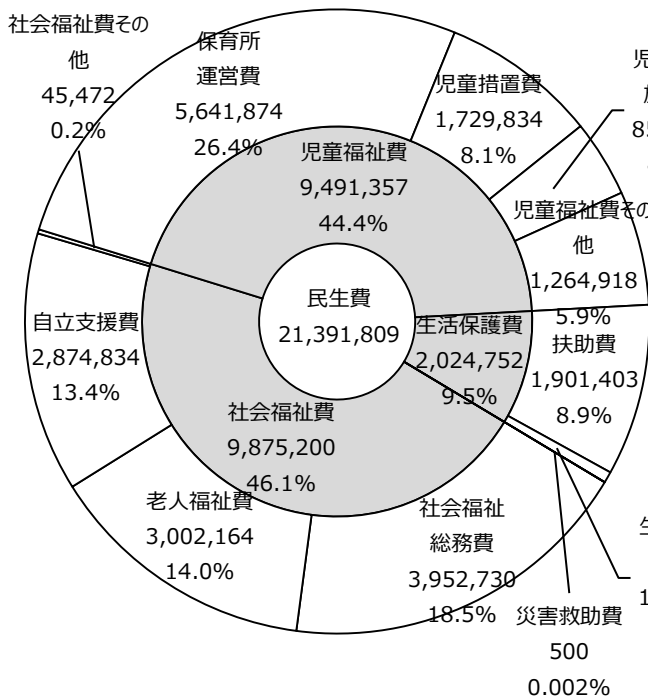 社会福祉費その
他
45,472
0.2%
保育所
運営費
5,641,874
26.4%
児童措置費
1,729,834
8.1%
児
85
児童福祉費その
他
1,264,918
5.9%
児童福祉費
9,491,357
44.4%
民生費
21,391,809
生活保護費
2,024,752
9.5%
扶助費
1,901,403
8.9%
自立支援費
2,874,834
13.4%
社会福祉費
9,875,200
46.1%
老人福祉費
3,002,164
14.0%
社会福祉
総務費
3,952,730
18.5%
生
1
災害救助費
500
0.002%